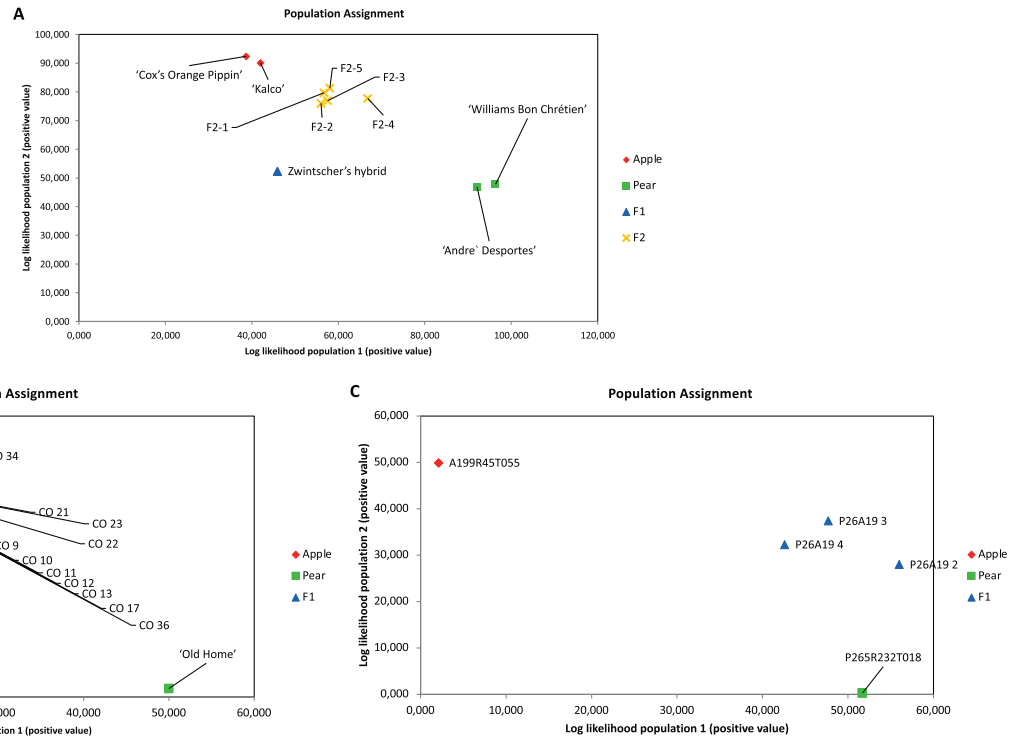 A
Population Assignment
100,000
90,000
80,000
70,000
60,000
50,000
40,000
30,000
20,000
10,000
0,000
Log likelihood population 2 (positive value)
0,000 20,000 40,000 60,000 80,000 100,000 120,000
Log likelihood population 1 (positive value)
‘Cox’s Orange Pippin’
‘Kalco’
F2-5
F2-3
F2-1
F2-2
F2-4
‘Williams Bon Chrétien’
Zwintscher’s hybrid
‘Andre` Desportes’
Apple
Pear
F1
F2
Assignment
34
CO 21
CO 23
CO 22
CO 9
CO 10
CO 11
CO 12
CO 13
CO 17
CO 36
‘Old Home’
000 40,000 50,000 60,000
tion 1 (positive value)
Apple
Pear
F1
C
Population Assignment
60,000
50,000
40,000
30,000
20,000
10,000
0,000
Log likelihood population 2 (positive value)
0,000 10,000 20,000 30,000 40,000 50,000 60,000
Log likelihood population 1 (positive value)
A199R45T055
P26A19 3
P26A19 4
P26A19 2
P265R232T018
Apple
Pear
F1